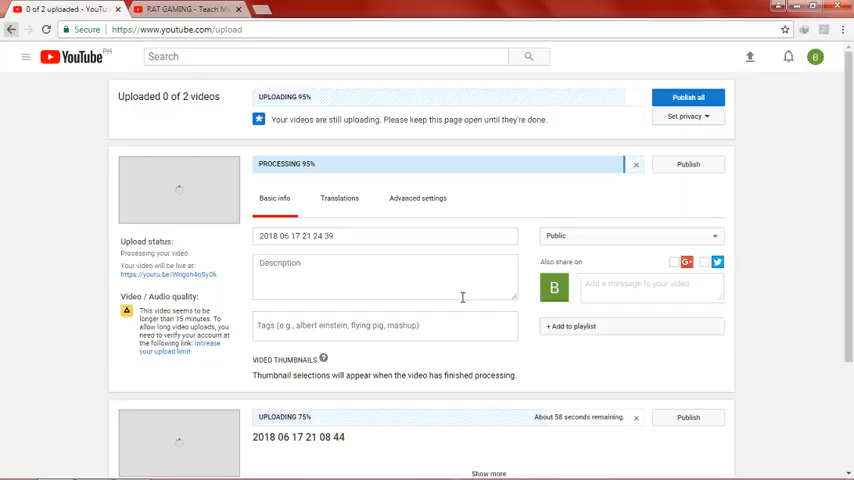 0 of 2 uploaded - YouTu
RAT GAMING - Teach M
Secure https://www.youtube.com/upload
YouTube PH
Search
B
Uploaded 0 of 2 videos
UPLOADING 95%
Publish all
Your videos are still uploading. Please keep this page open until they're done.
Set privacy
PROCESSING 95%
Publish
Basic info
Translations
Advanced settings
2018 06 17 21 24 39
Public
Upload status:
Processing your video.
Your video will be live at:
Description
Also share on
G+
B
Add a message to your video
Video / Audio quality:
This video seems to be
longer than 15 minutes. To
allow long video uploads, you
need to verify your account at
the following link: Increase
your upload limit.
Tags (e.g., albert einstein, flying pig, mashup)
+ Add to playlist
VIDEO THUMBNAILS ?
Thumbnail selections will appear when the video has finished processing.
UPLOADING 75%
About 58 seconds remaining.
Publish
2018 06 17 21 08 44
Show more